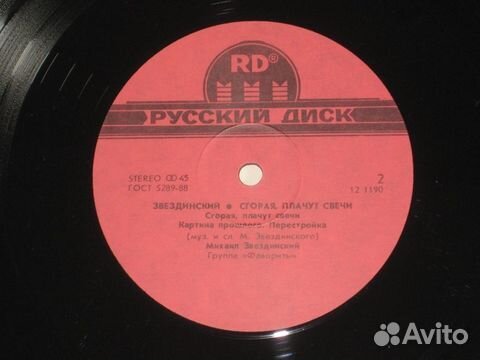 RD®
РУССКИЙ ДИСК
STEREO 45
ГОСТ 5289-88
2
12 1190
ЗВЕЗДИНСКИЙ • СГОРАЯ, ПЛАЧУТ СВЕЧИ
Сгорая, плачут свечи
Картина прошлого. Перестройка
(муз. и сл. М. Звездинского)
Михаил Звездинский
Группа «Фавориты»
Avito